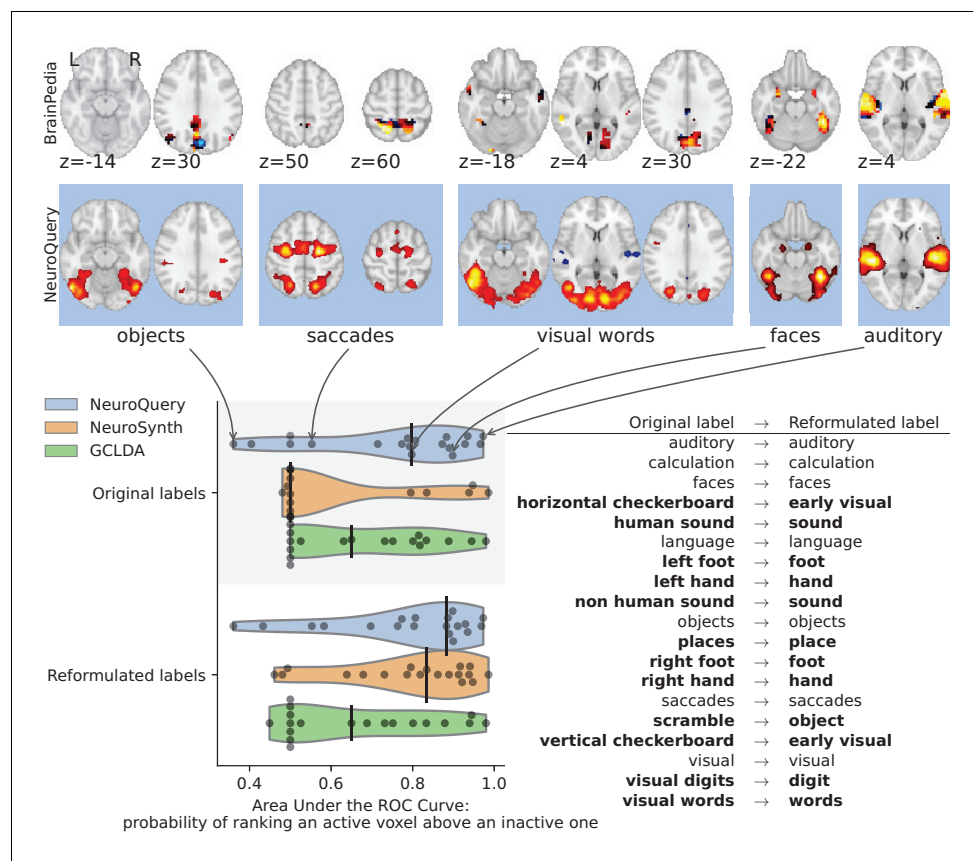 L R
BrainPedia
z=-14 z=30 z=50 z=60 z=-18 z=4 z=30 z=-22 z=4
NeuroQuery
objects saccades visual words faces auditory
NeuroQuery
NeuroSynth
GCLDA
Original labels
Reformulated labels
0.4 0.6 0.8 1.0
Area Under the ROC Curve:
probability of ranking an active voxel above an inactive one
Original label → Reformulated label
auditory → auditory
calculation → calculation
faces → faces
horizontal checkerboard → early visual
human sound → sound
language → language
left foot → foot
left hand → hand
non human sound → sound
objects → objects
places → place
right foot → foot
right hand → hand
saccades → saccades
scramble → object
vertical checkerboard → early visual
visual → visual
visual digits → digit
visual words → words